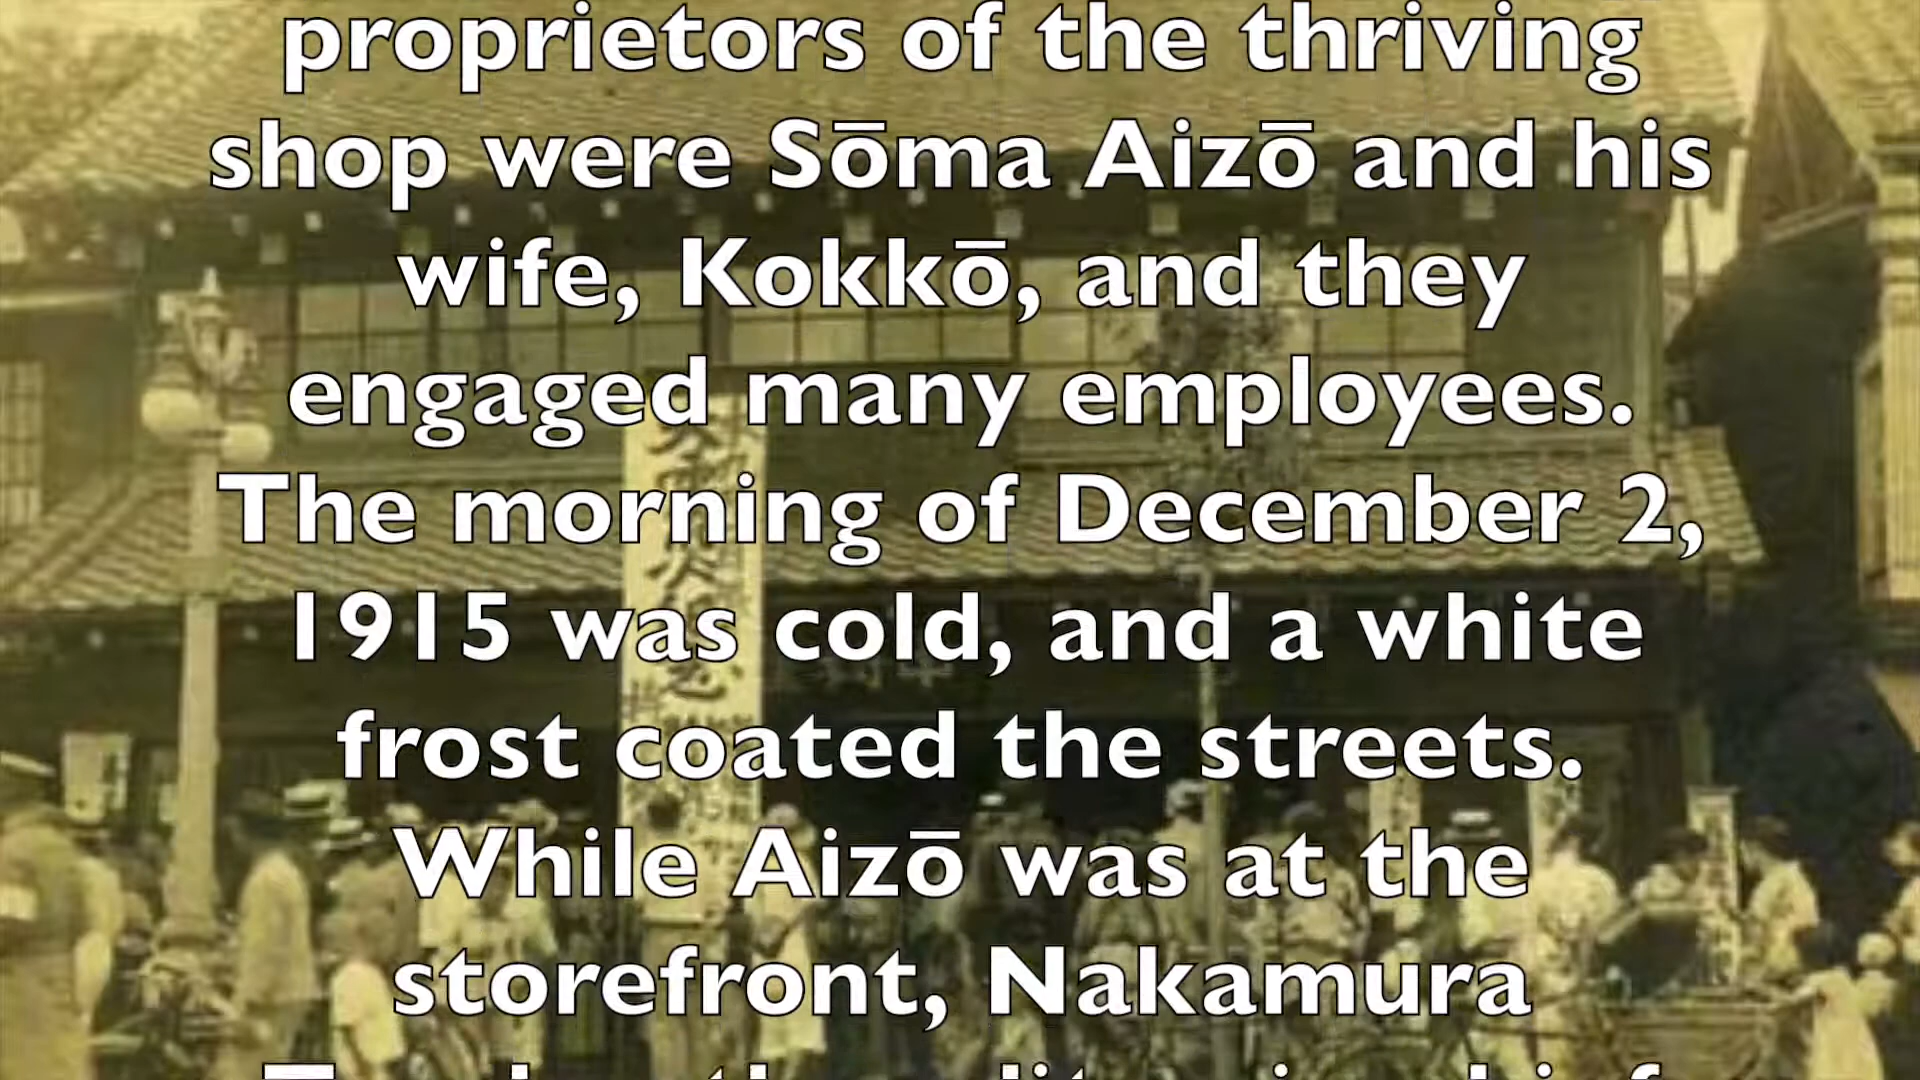 proprietors of the thriving
shop were Sōma Aizō and his
wife, Kokkō, and they
engaged many employees.
The morning of December 2,
1915 was cold, and a white
frost coated the streets.
While Aizō was at the
storefront, Nakamura